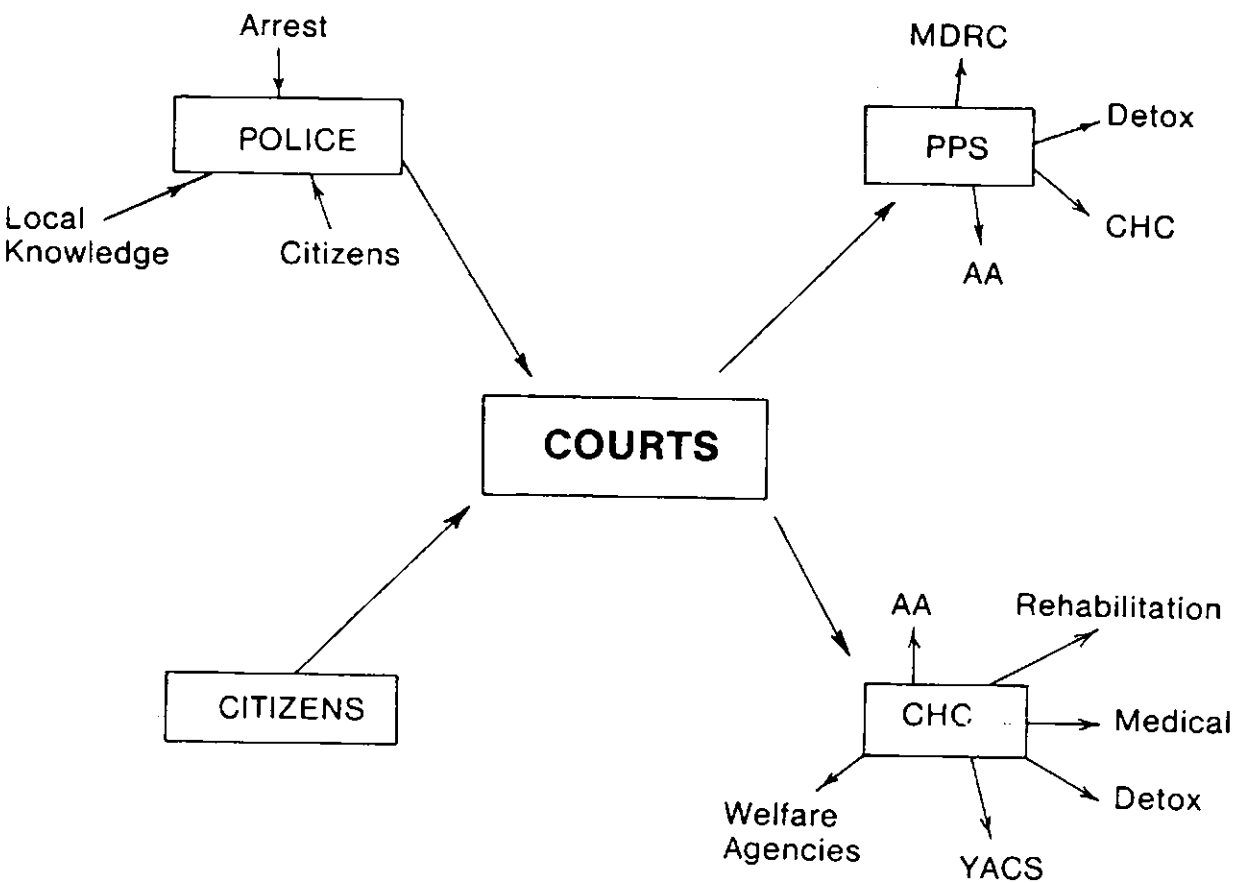 Arrest
POLICE
Local
Knowledge
Citizens
MDRC
PPS
Detox
CHC
AA
COURTS
CITIZENS
AA
Rehabilitation
CHC
Medical
Detox
Welfare
Agencies
YACS